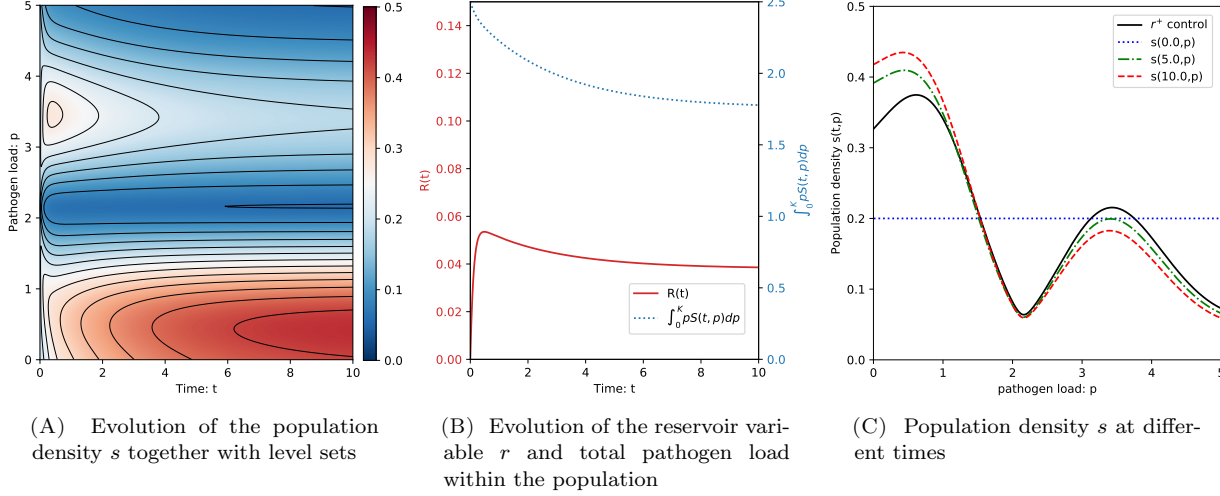 5
4
3
2
1
0
Pathogen load: p
0
2
4
6
8
10
Time: t
0.5
0.4
0.3
0.2
0.1
0.0
(A) Evolution of the population
density s together with level sets
0.14
0.12
0.10
0.08
0.06
0.04
0.02
0.00
R(t)
0
2
4
6
8
10
Time: t
2.5
2.0
1.5
1.0
0.5
0.0
∫₀ᴷpS(t, p)dp
R(t)
∫₀ᴷpS(t, p)dp
(B) Evolution of the reservoir vari-
able r and total pathogen load
within the population
0.5
0.4
0.3
0.2
0.1
0.0
Population density s(t,p)
0
1
2
3
4
5
pathogen load: p
r⁺ control
s(0.0,p)
s(5.0,p)
s(10.0,p)
(C) Population density s at differ-
ent times